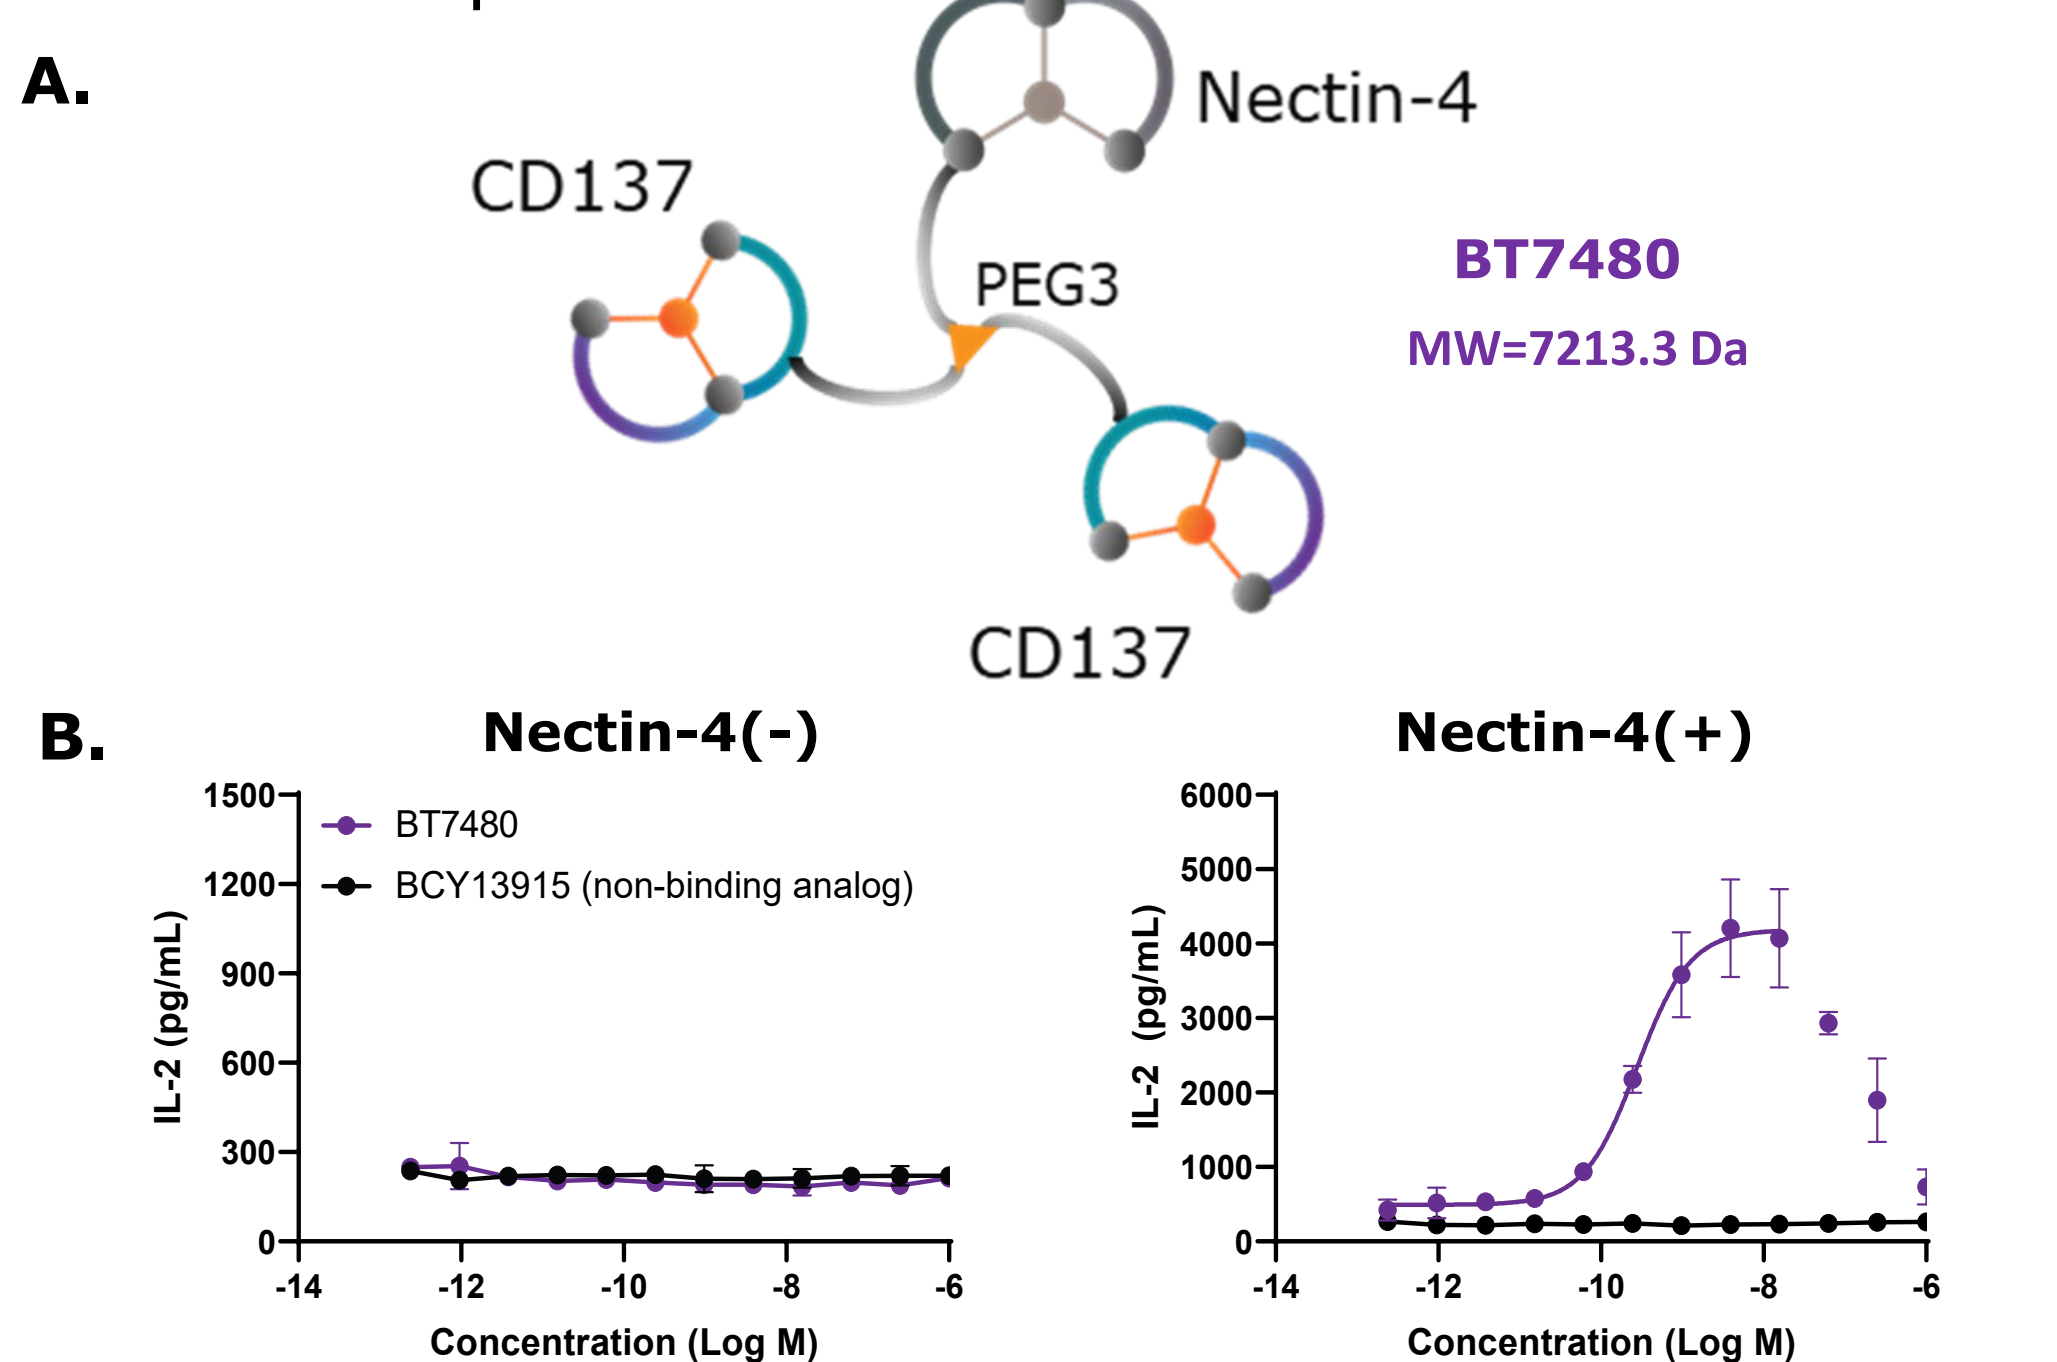 A.
Nectin-4
CD137
PEG3
BT7480
MW=7213.3 Da
CD137
B.
Nectin-4(-)
Nectin-4(+)
1500
1200
900
600
300
0
IL-2 (pg/mL)
BT7480
BCY13915 (non-binding analog)
-14
-12
-10
-8
-6
Concentration (Log M)
6000
5000
4000
3000
2000
1000
0
IL-2 (pg/mL)
-14
-12
-10
-8
-6
Concentration (Log M)